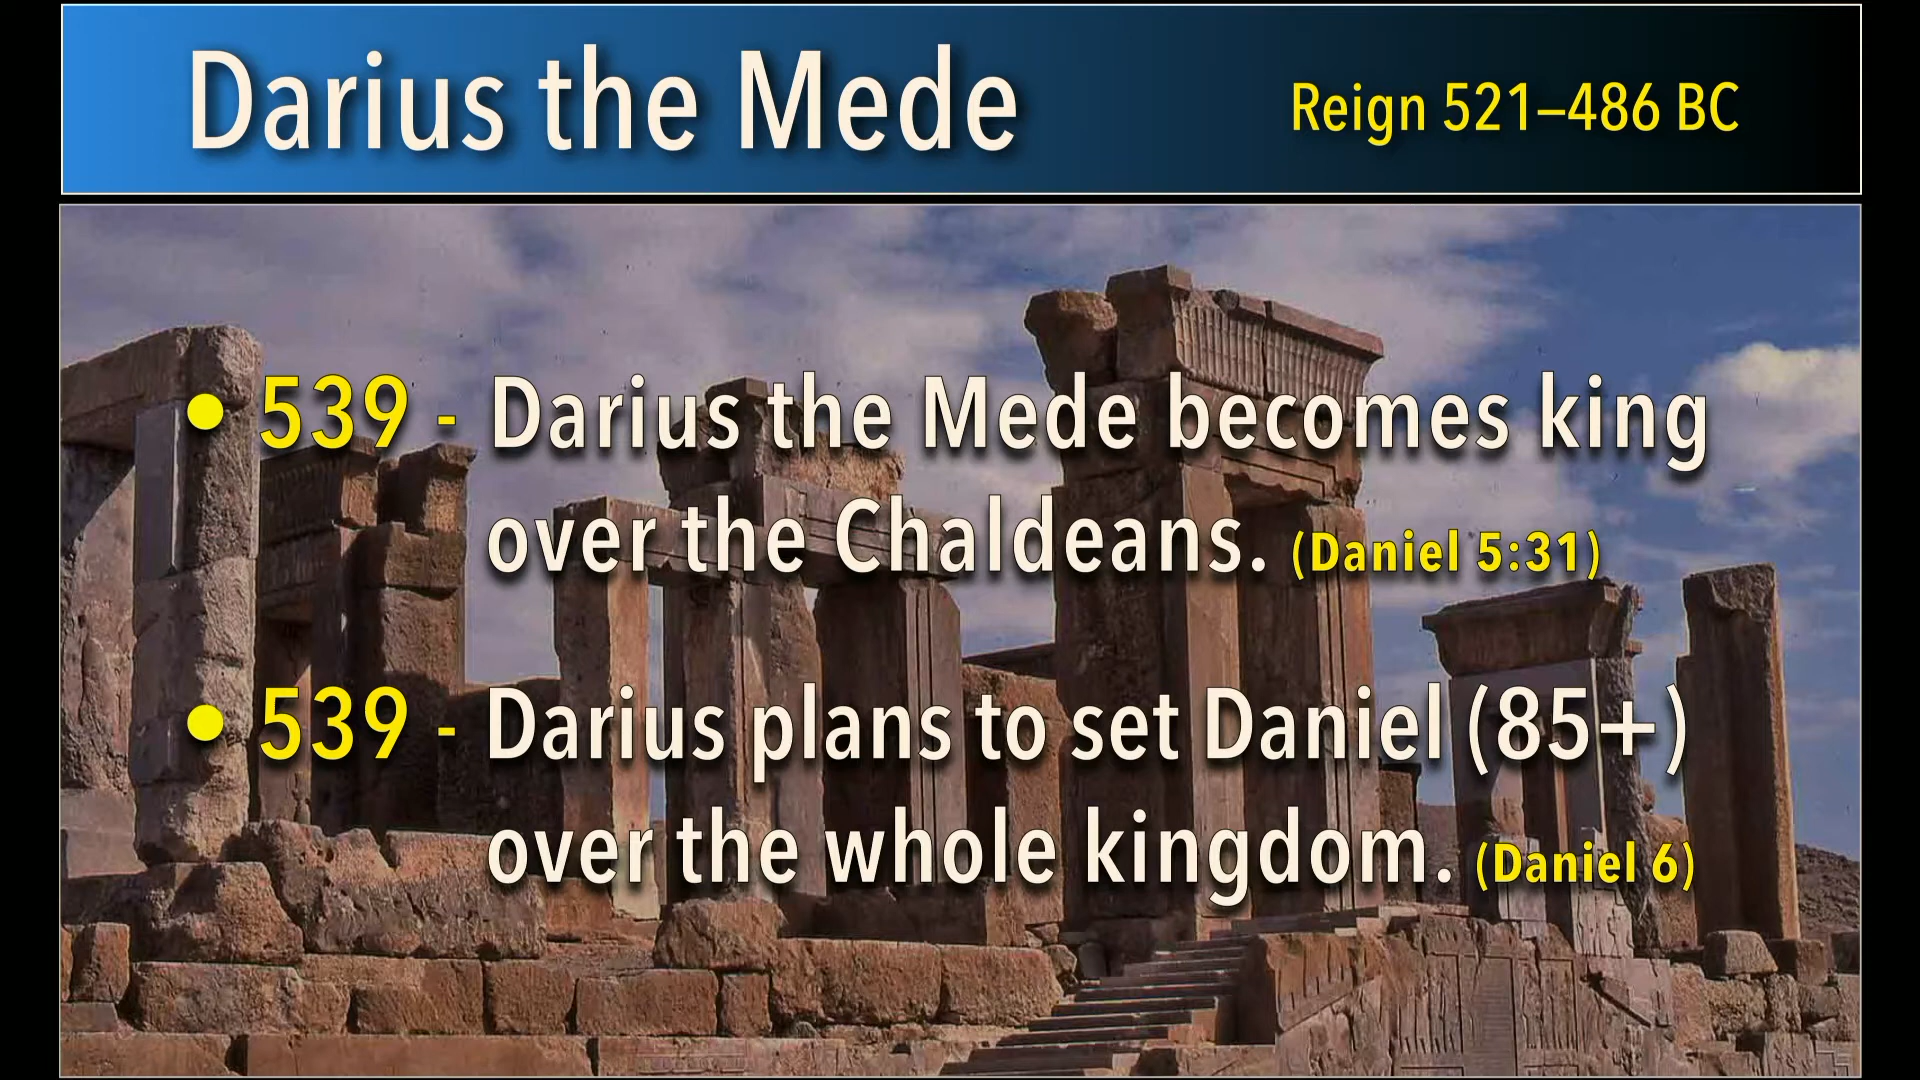 Darius the Mede
Reign 521–486 BC
• 539 - Darius the Mede becomes king
over the Chaldeans. (Daniel 5:31)
• 539 - Darius plans to set Daniel (85+)
over the whole kingdom. (Daniel 6)